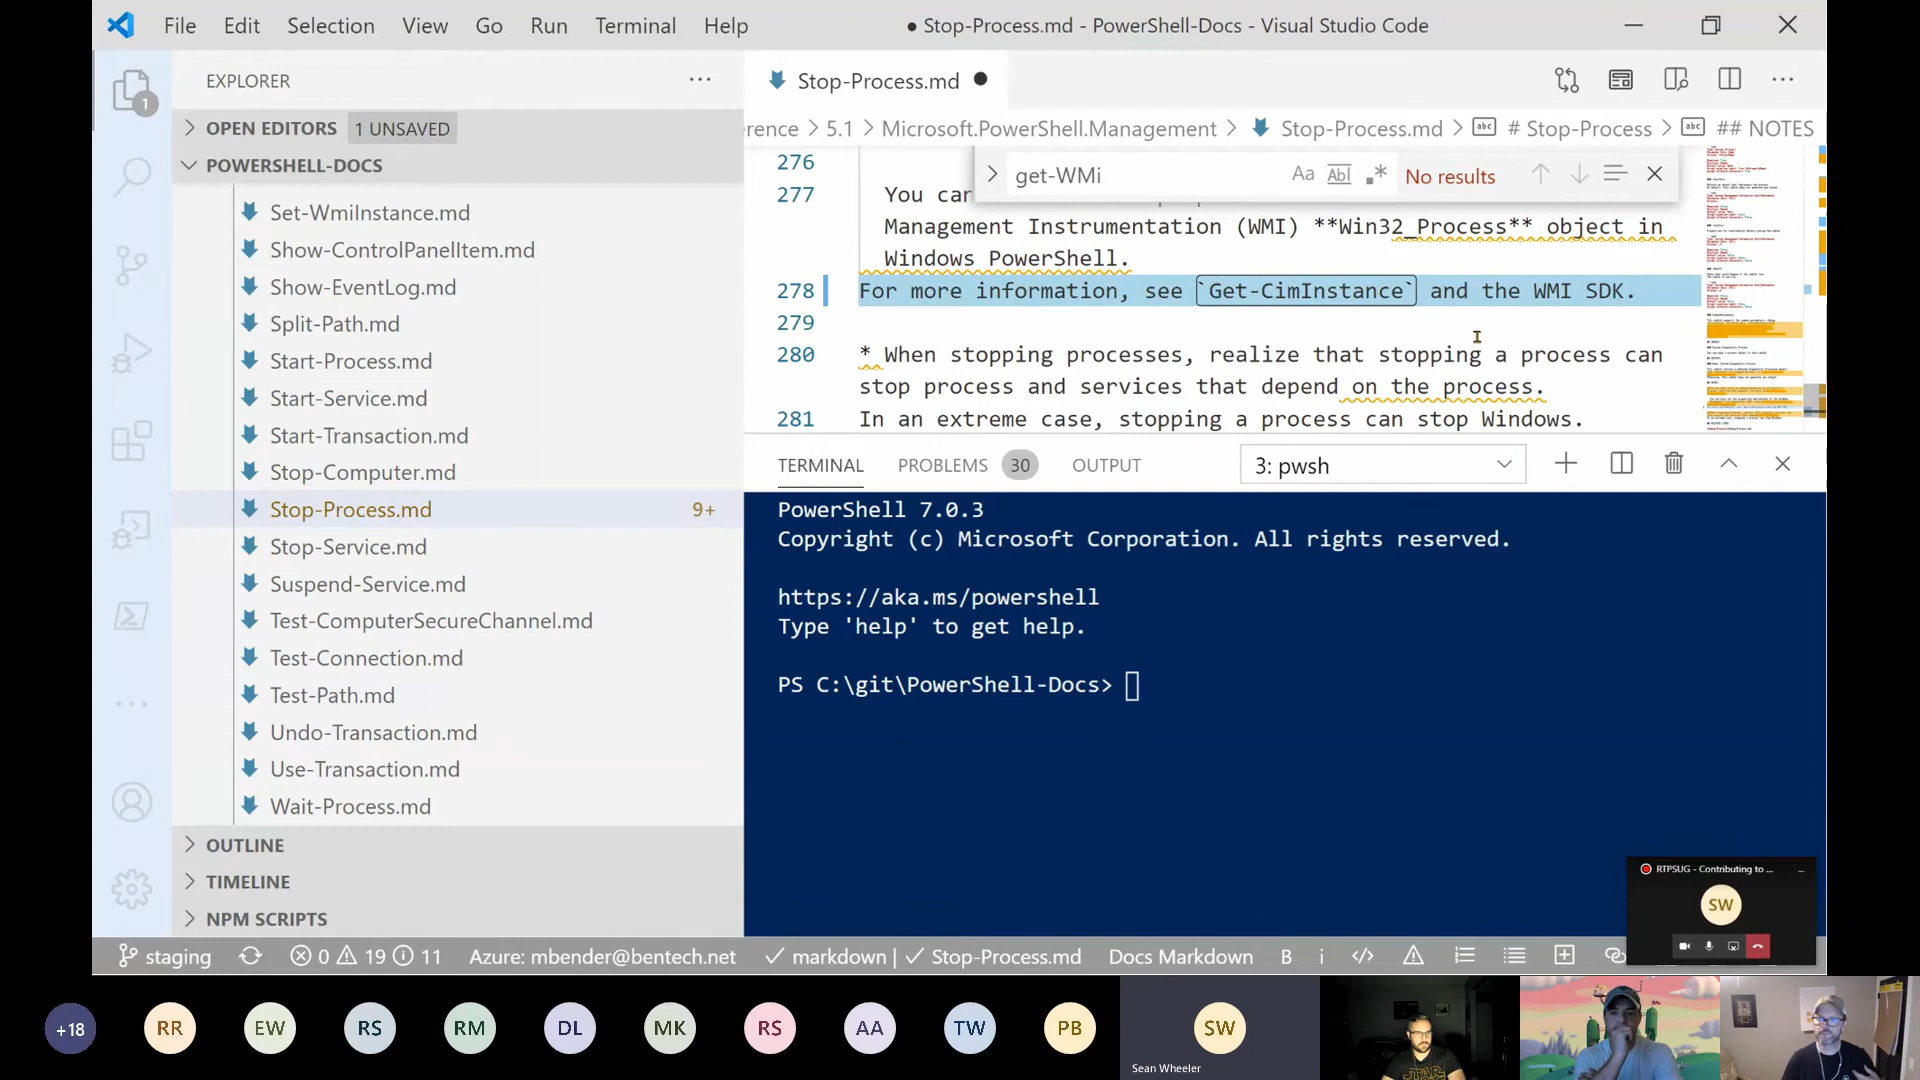 File Edit Selection View Go Run Terminal Help
● Stop-Process.md - PowerShell-Docs - Visual Studio Code
EXPLORER
OPEN EDITORS 1 UNSAVED
POWERSHELL-DOCS
Set-WmiInstance.md
Show-ControlPanelItem.md
Show-EventLog.md
Split-Path.md
Start-Process.md
Start-Service.md
Start-Transaction.md
Stop-Computer.md
Stop-Process.md 9+
Stop-Service.md
Suspend-Service.md
Test-ComputerSecureChannel.md
Test-Connection.md
Test-Path.md
Undo-Transaction.md
Use-Transaction.md
Wait-Process.md
OUTLINE
TIMELINE
NPM SCRIPTS
1
Stop-Process.md ●
rence > 5.1 > Microsoft.PowerShell.Management > Stop-Process.md > abc # Stop-Process > abc ## NOTES
get-WMi Aa Abl .* No results
276
277 You can
Management Instrumentation (WMI) **Win32_Process** object in
Windows PowerShell.
278 For more information, see `Get-CimInstance` and the WMI SDK.
279
280 * When stopping processes, realize that stopping a process can
stop process and services that depend on the process.
281 In an extreme case, stopping a process can stop Windows.
TERMINAL PROBLEMS 30 OUTPUT 3: pwsh
PowerShell 7.0.3
Copyright (c) Microsoft Corporation. All rights reserved.
https://aka.ms/powershell
Type 'help' to get help.
PS C:\git\PowerShell-Docs>
RTPSUG - Contributing to ...
SW
staging 0 19 11 Azure: mbender@bentech.net ✓ markdown | ✓ Stop-Process.md Docs Markdown B i </>
+18 RR EW RS RM DL MK RS AA TW PB SW
Sean Wheeler
STAR